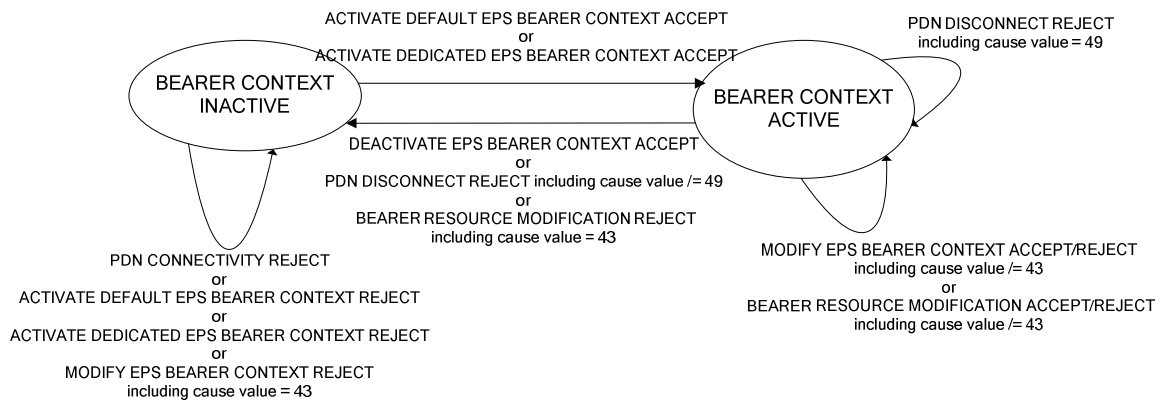 ACTIVATE DEFAULT EPS BEARER CONTEXT ACCEPT
or
ACTIVATE DEDICATED EPS BEARER CONTEXT ACCEPT
PDN DISCONNECT REJECT
including cause value = 49
BEARER CONTEXT
INACTIVE
BEARER CONTEXT
ACTIVE
DEACTIVATE EPS BEARER CONTEXT ACCEPT
or
PDN DISCONNECT REJECT including cause value /= 49
or
BEARER RESOURCE MODIFICATION REJECT
including cause value = 43
PDN CONNECTIVITY REJECT
or
ACTIVATE DEFAULT EPS BEARER CONTEXT REJECT
or
ACTIVATE DEDICATED EPS BEARER CONTEXT REJECT
or
MODIFY EPS BEARER CONTEXT REJECT
including cause value = 43
MODIFY EPS BEARER CONTEXT ACCEPT/REJECT
including cause value /= 43
or
BEARER RESOURCE MODIFICATION ACCEPT/REJECT
including cause value /= 43